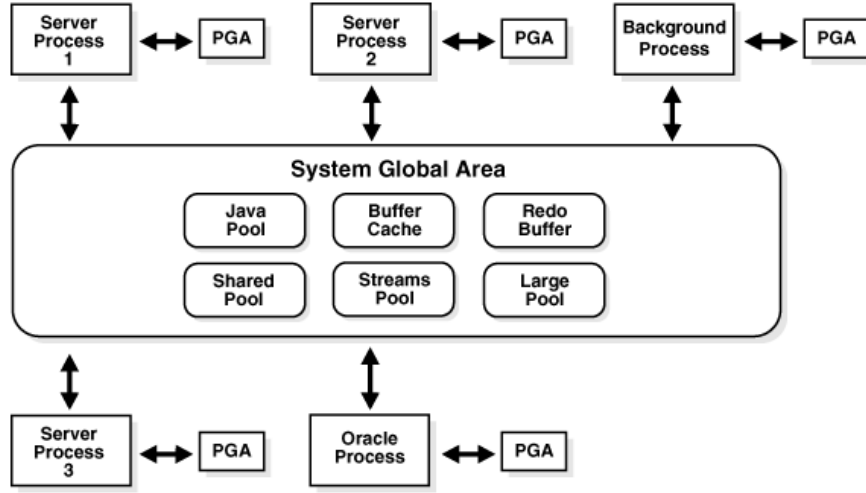 Server
Process
1
PGA
Server
Process
2
PGA
Background
Process
PGA
System Global Area
Java
Pool
Buffer
Cache
Redo
Buffer
Shared
Pool
Streams
Pool
Large
Pool
Server
Process
3
PGA
Oracle
Process
PGA